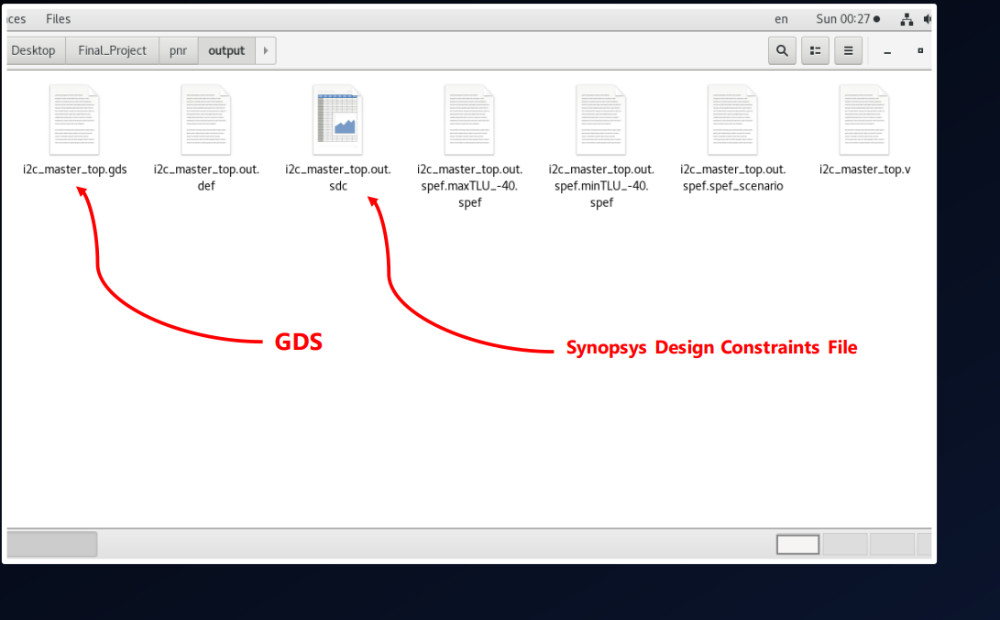 ces Files en Sun 00:27
Desktop Final_Project pnr output
i2c_master_top.gds
i2c_master_top.out.
def
i2c_master_top.out.
sdc
i2c_master_top.out.
spef.maxTLU_-40.
spef
i2c_master_top.out.
spef.minTLU_-40.
spef
i2c_master_top.out.
spef.spef_scenario
i2c_master_top.v
GDS
Synopsys Design Constraints File